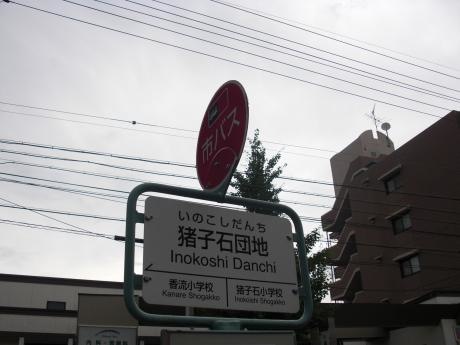 市バス
いのこしだんち
猪子石団地
Inokoshi Danchi
香流小学校
Kanare Shogakko
猪子石小学校
Inokoshi Shogakko